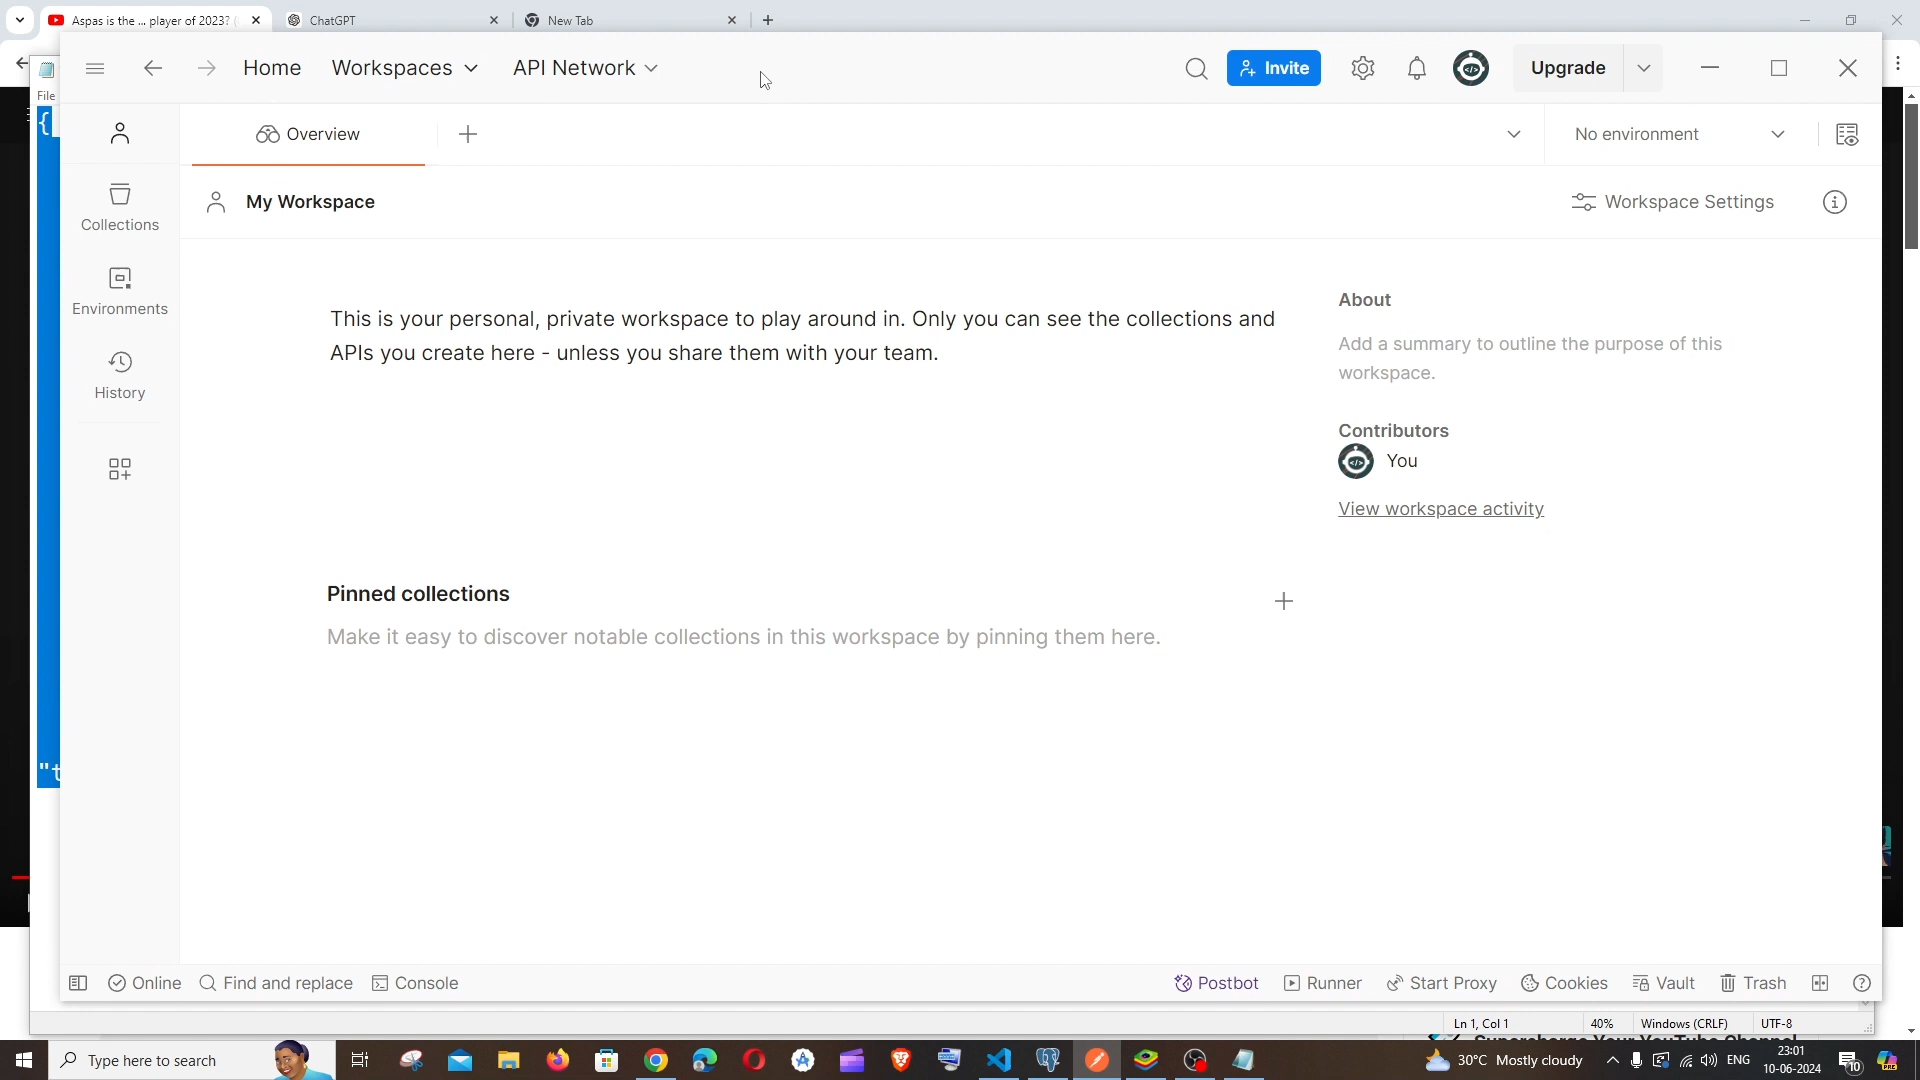 Aspas is the ... player of 2023?
ChatGPT
New Tab
File
Home
Workspaces
API Network
Invite
Upgrade
{
Overview
No environment
My Workspace
Workspace Settings
Collections
Environments
History
This is your personal, private workspace to play around in. Only you can see the collections and
APIs you create here - unless you share them with your team.
About
Add a summary to outline the purpose of this
workspace.
Contributors
You
View workspace activity
Pinned collections
Make it easy to discover notable collections in this workspace by pinning them here.
"t
Online
Find and replace
Console
Postbot
Runner
Start Proxy
Cookies
Vault
Trash
Ln 1, Col 1
40%
Windows (CRLF)
UTF-8
Supercharge Your YouTube Channel
Type here to search
30°C Mostly cloudy
ENG
23:01
10-06-2024
10
PRE